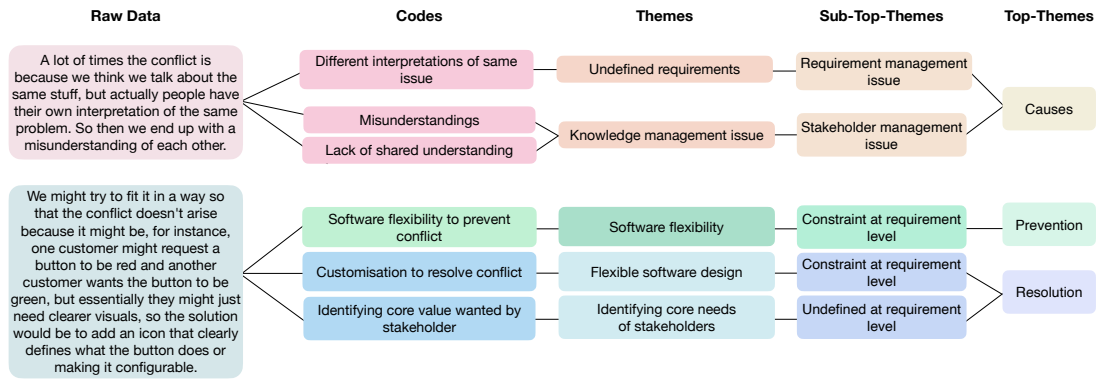 Raw Data
Codes
Themes
Sub-Top-Themes
Top-Themes
A lot of times the conflict is
because we think we talk about the
same stuff, but actually people have
their own interpretation of the same
problem. So then we end up with a
misunderstanding of each other.
Different interpretations of same
issue
Misunderstandings
Lack of shared understanding
Undefined requirements
Knowledge management issue
Requirement management
issue
Stakeholder management
issue
Causes
We might try to fit it in a way so
that the conflict doesn't arise
because it might be, for instance,
one customer might request a
button to be red and another
customer wants the button to be
green, but essentially they might just
need clearer visuals, so the solution
would be to add an icon that clearly
defines what the button does or
making it configurable.
Software flexibility to prevent
conflict
Customisation to resolve conflict
Identifying core value wanted by
stakeholder
Software flexibility
Flexible software design
Identifying core needs
of stakeholders
Constraint at requirement
level
Constraint at requirement
level
Undefined at requirement
level
Prevention
Resolution